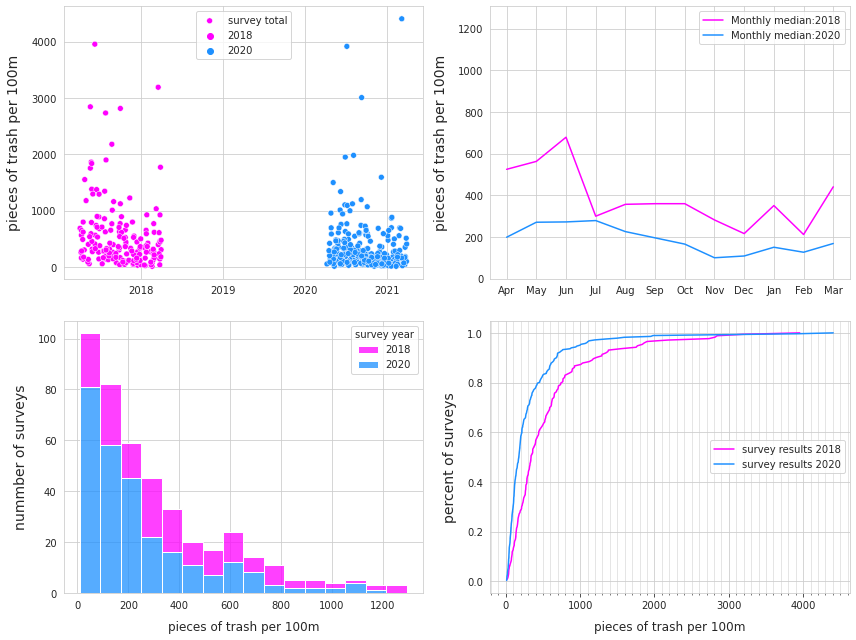 pieces of trash per 100m
4000
3000
2000
1000
0
survey total
2018
2020
2018
2019
2020
2021
pieces of trash per 100m
1200
1000
800
600
400
200
0
Monthly median:2018
Monthly median:2020
Apr May Jun Jul Aug Sep Oct Nov Dec Jan Feb Mar
nummber of surveys
100
80
60
40
20
0
survey year
2018
2020
0 200 400 600 800 1000 1200
pieces of trash per 100m
percent of surveys
1.0
0.8
0.6
0.4
0.2
0.0
survey results 2018
survey results 2020
0 1000 2000 3000 4000
pieces of trash per 100m